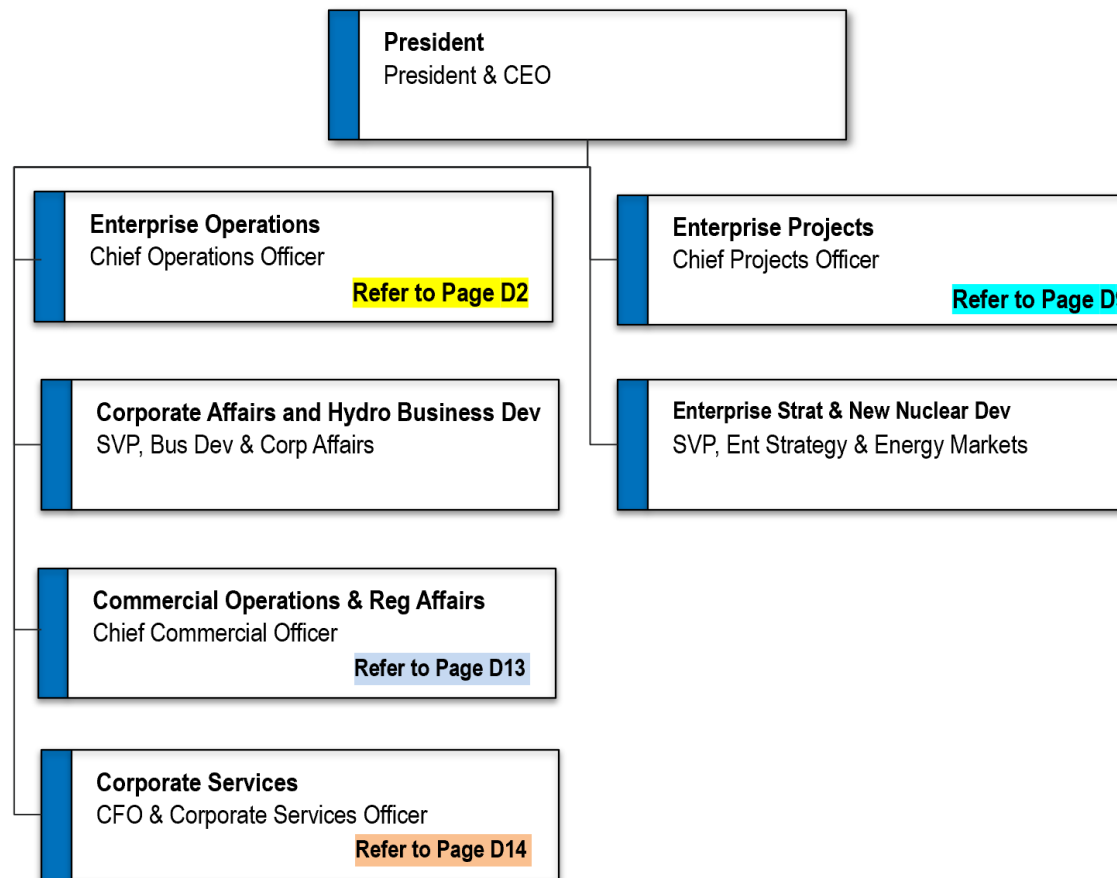 President
President & CEO
Enterprise Operations
Chief Operations Officer
Refer to Page D2
Enterprise Projects
Chief Projects Officer
Refer to Page
Corporate Affairs and Hydro Business Dev
SVP, Bus Dev & Corp Affairs
Enterprise Strat & New Nuclear Dev
SVP, Ent Strategy & Energy Markets
Commercial Operations & Reg Affairs
Chief Commercial Officer
Refer to Page D13
Corporate Services
CFO & Corporate Services Officer
Refer to Page D14